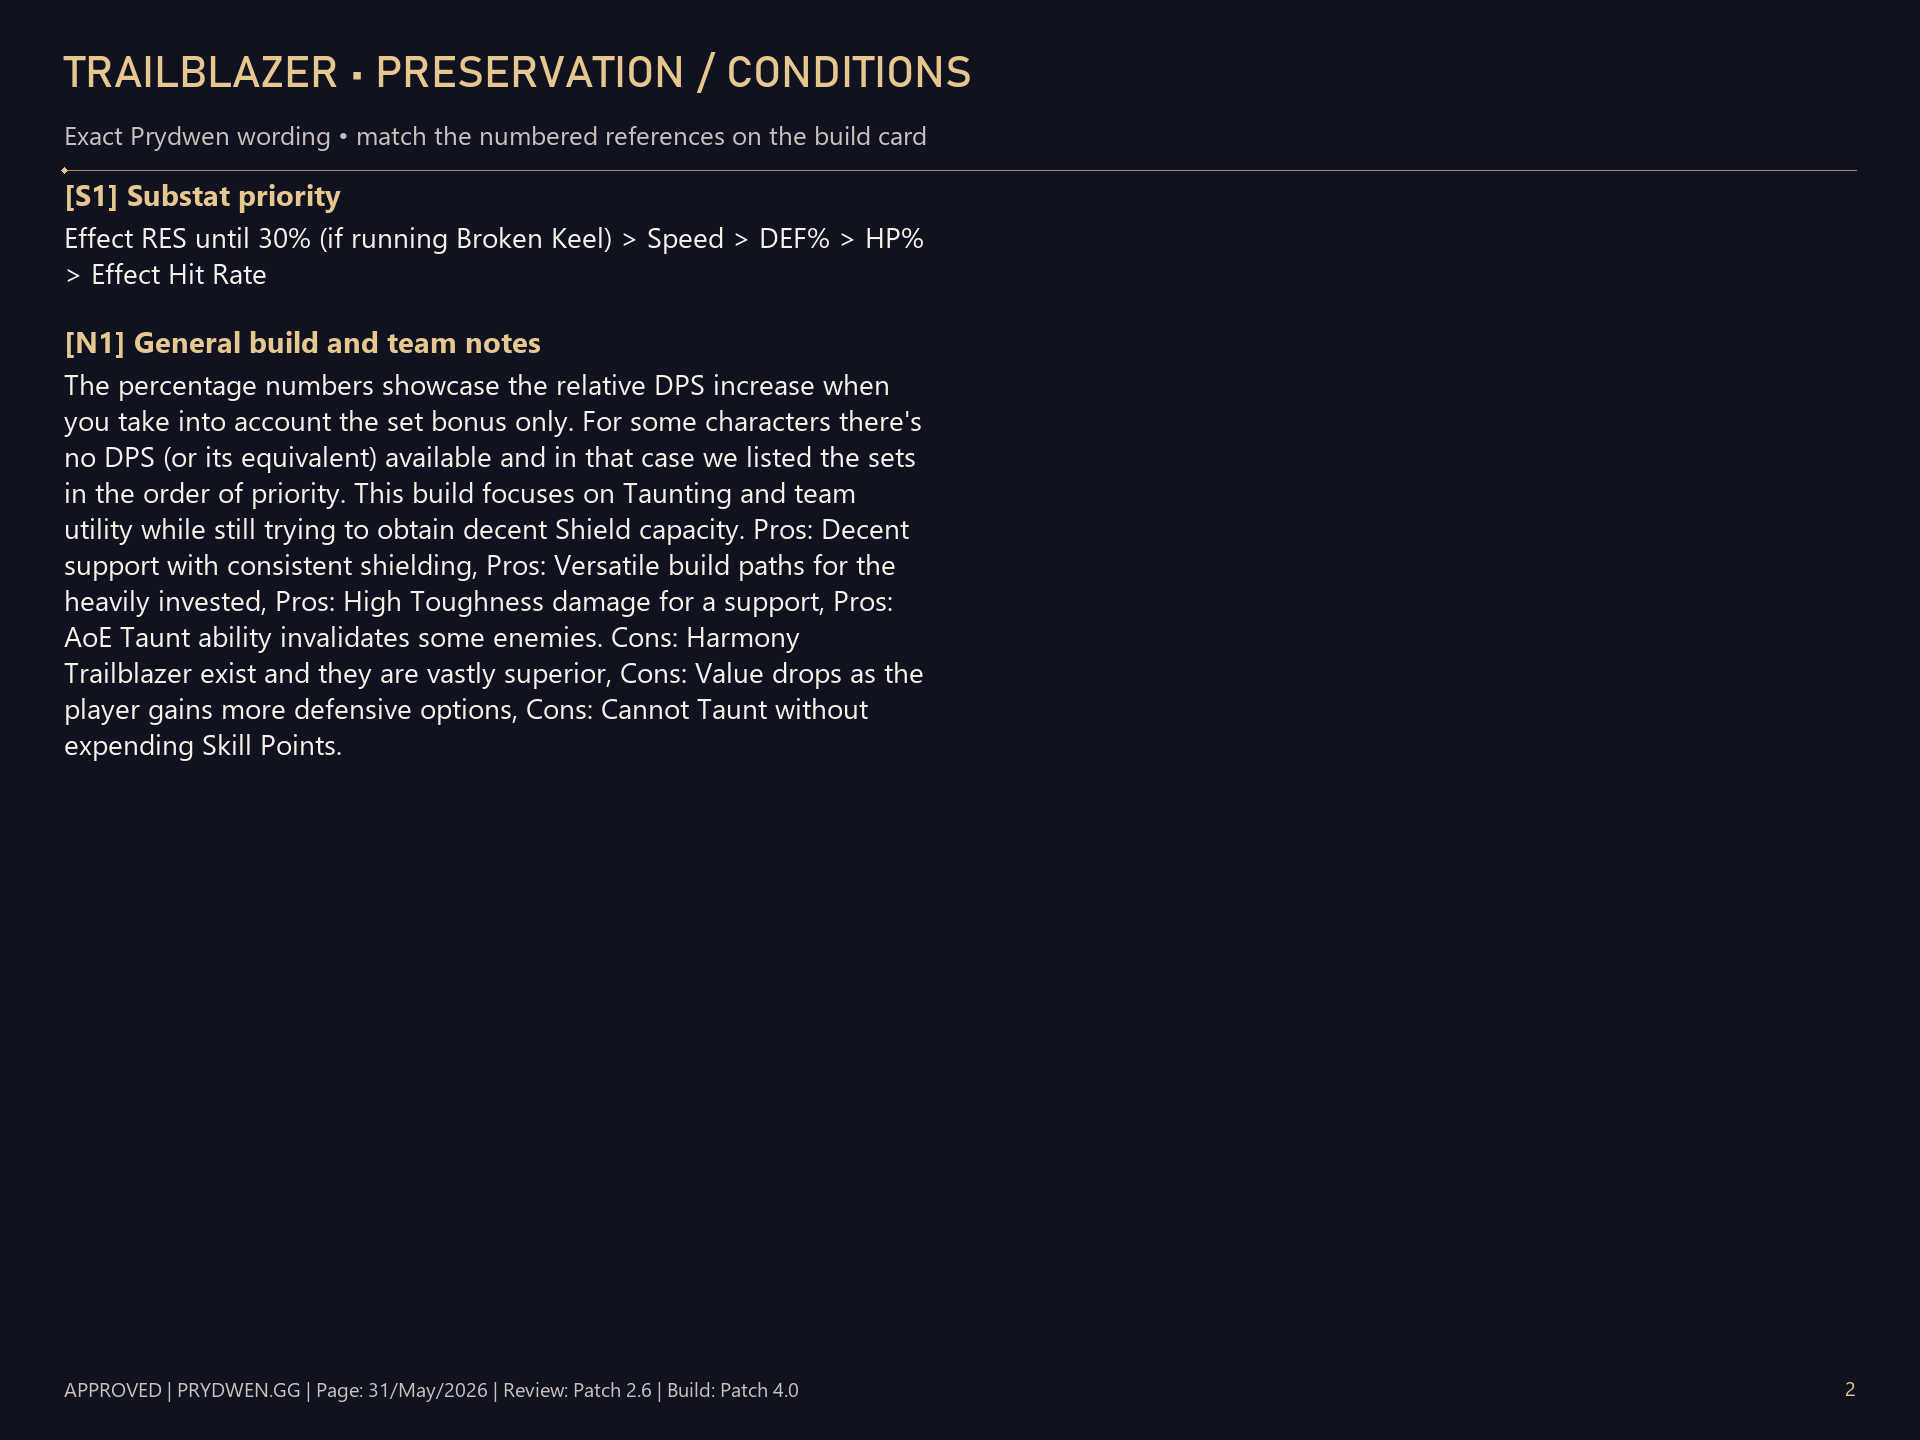 TRAILBLAZER • PRESERVATION / CONDITIONS
Exact Prydwen wording • match the numbered references on the build card
[S1] Substat priority
Effect RES until 30% (if running Broken Keel) > Speed > DEF% > HP%
> Effect Hit Rate
[N1] General build and team notes
The percentage numbers showcase the relative DPS increase when
you take into account the set bonus only. For some characters there's
no DPS (or its equivalent) available and in that case we listed the sets
in the order of priority. This build focuses on Taunting and team
utility while still trying to obtain decent Shield capacity. Pros: Decent
support with consistent shielding, Pros: Versatile build paths for the
heavily invested, Pros: High Toughness damage for a support, Pros:
AoE Taunt ability invalidates some enemies. Cons: Harmony
Trailblazer exist and they are vastly superior, Cons: Value drops as the
player gains more defensive options, Cons: Cannot Taunt without
expending Skill Points.
APPROVED | PRYDWEN.GG | Page: 31/May/2026 | Review: Patch 2.6 | Build: Patch 4.0
2